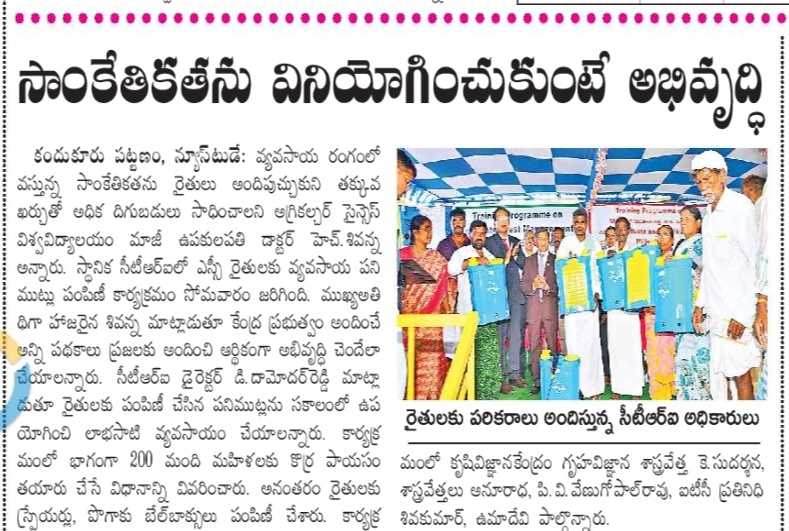 సాంకేతికతను వినియోగించుకుంటే అభివృద్ధి
కందుకూరు పట్టణం, న్యూస్‌టుడే: వ్యవసాయ రంగంలో
వస్తున్న సాంకేతికతను రైతులు అందిపుచ్చుకుని తక్కువ
ఖర్చుతో అధిక దిగుబడులు సాధించాలని అగ్రికల్చర్ సైన్సెస్
విశ్వవిద్యాలయం మాజీ ఉపకులపతి డాక్టర్ హెచ్.శివన్న
అన్నారు. స్థానిక సీటీఆర్ఐలో ఎస్సీ రైతులకు వ్యవసాయ పని
ముట్లు పంపిణీ కార్యక్రమం సోమవారం జరిగింది. ముఖ్యఅతి
థిగా హాజరైన శివన్న మాట్లాడుతూ కేంద్ర ప్రభుత్వం అందించే
అన్ని పథకాలు ప్రజలకు అందించి ఆర్థికంగా అభివృద్ధి చెందేలా
చేయాలన్నారు. సీటీఆర్ఐ డైరెక్టర్ డి.దామోదర్‌రెడ్డి మాట్లా
డుతూ రైతులకు పంపిణీ చేసిన పనిముట్లను సకాలంలో ఉప
యోగించి లాభసాటి వ్యవసాయం చేయాలన్నారు. కార్యక్ర
మంలో భాగంగా 200 మంది మహిళలకు కొర్ర పాయసం
తయారు చేసే విధానాన్ని వివరించారు. అనంతరం రైతులకు
స్ప్రేయర్లు, పొగాకు బేల్‌బాక్సులు పంపిణీ చేశారు. కార్యక్ర
Training Programme on
Training Programme
రైతులకు పరికరాలు అందిస్తున్న సీటీఆర్ఐ అధికారులు
మంలో కృషివిజ్ఞానకేంద్రం గృహవిజ్ఞాన శాస్త్రవేత్త కె.సుదర్శన,
శాస్త్రవేత్తలు అనూరాధ, పి.వి.వేణుగోపాల్‌రావు, ఐటీసీ ప్రతినిధి
శివకుమార్, ఉమాదేవి పాల్గొన్నారు.